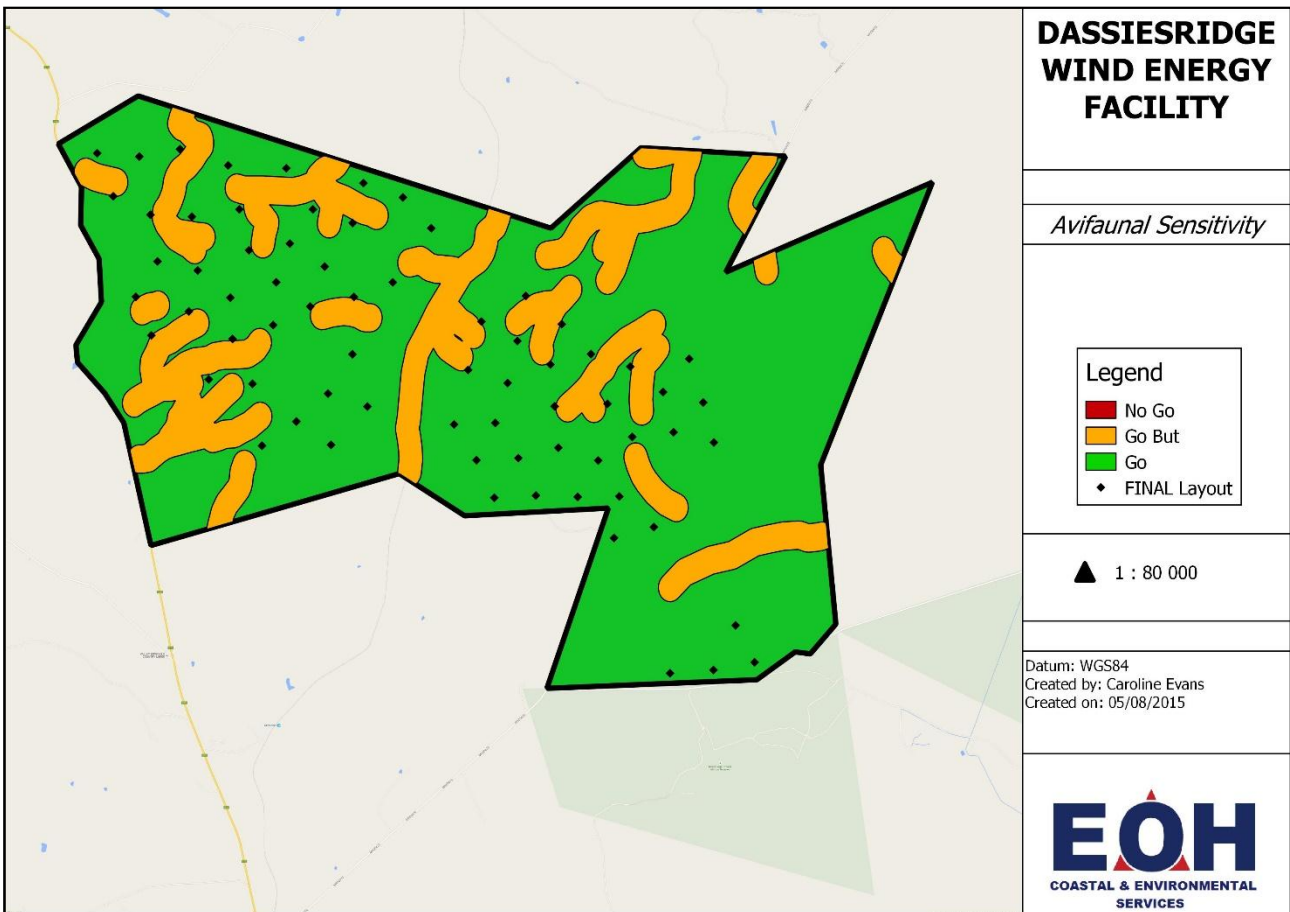 DASSIESRIDGE
WIND ENERGY
FACILITY
Avifaunal Sensitivity
Legend
No Go
Go But
Go
FINAL Layout
1 : 80 000
Datum: WGS84
Created by: Caroline Evans
Created on: 05/08/2015
EOH
COASTAL & ENVIRONMENTAL
SERVICES